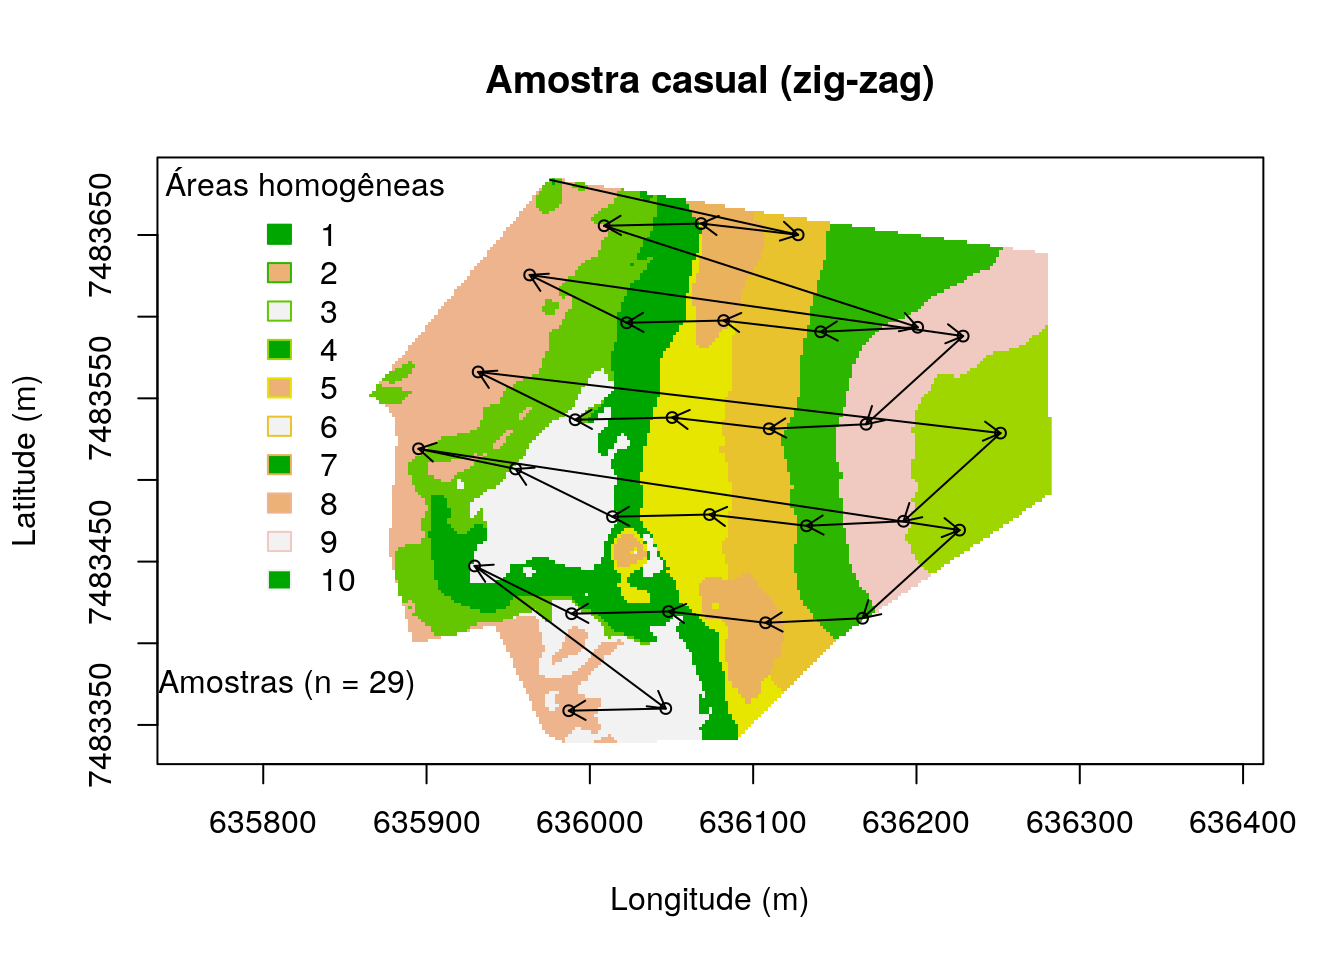 Amostra casual (zig-zag)
Áreas homogêneas
1
2
3
4
5
6
7
8
9
10
Amostras (n = 29)
Latitude (m)
7483650
7483550
7483450
7483350
635800 635900 636000 636100 636200 636300 636400
Longitude (m)